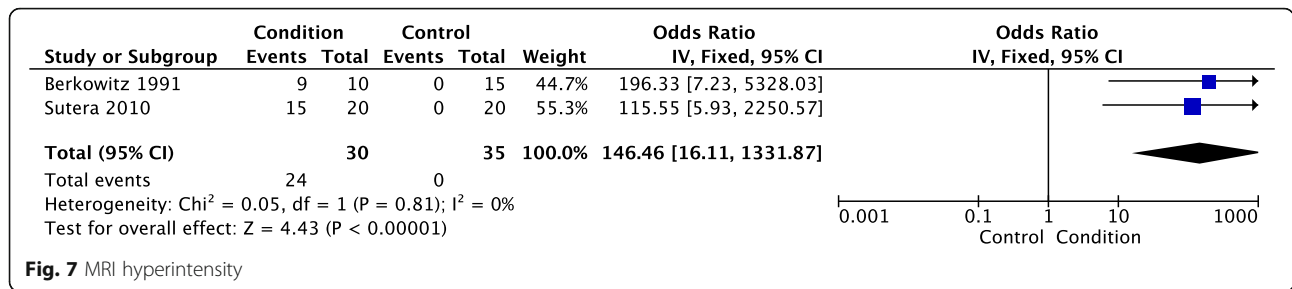 Condition Control Odds Ratio Odds Ratio
Study or Subgroup Events Total Events Total Weight IV, Fixed, 95% CI IV, Fixed, 95% CI
Berkowitz 1991 9 10 0 15 44.7% 196.33 [7.23, 5328.03]
Sutera 2010 15 20 0 20 55.3% 115.55 [5.93, 2250.57]
Total (95% CI) 30 35 100.0% 146.46 [16.11, 1331.87]
Total events 24 0
Heterogeneity: Chi² = 0.05, df = 1 (P = 0.81); I² = 0%
Test for overall effect: Z = 4.43 (P < 0.00001)
0.001 0.1 1 10 1000
Control Condition
Fig. 7 MRI hyperintensity